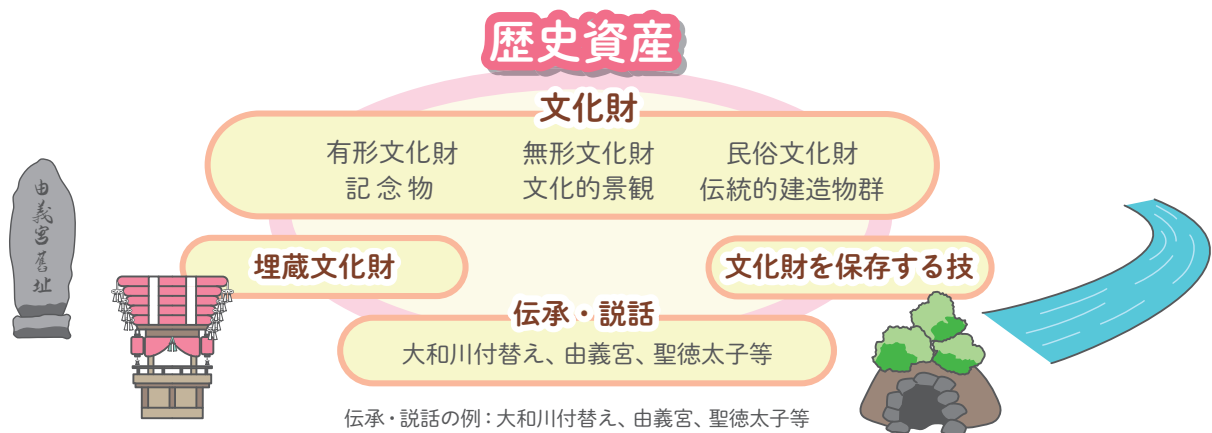 歴史資産
文化財
有形文化財 無形文化財 民俗文化財
記念物 文化的景観 伝統的建造物群
由義宮旧址
埋蔵文化財
文化財を保存する技
伝承・説話
大和川付替え、由義宮、聖徳太子等
伝承・説話の例：大和川付替え、由義宮、聖徳太子等